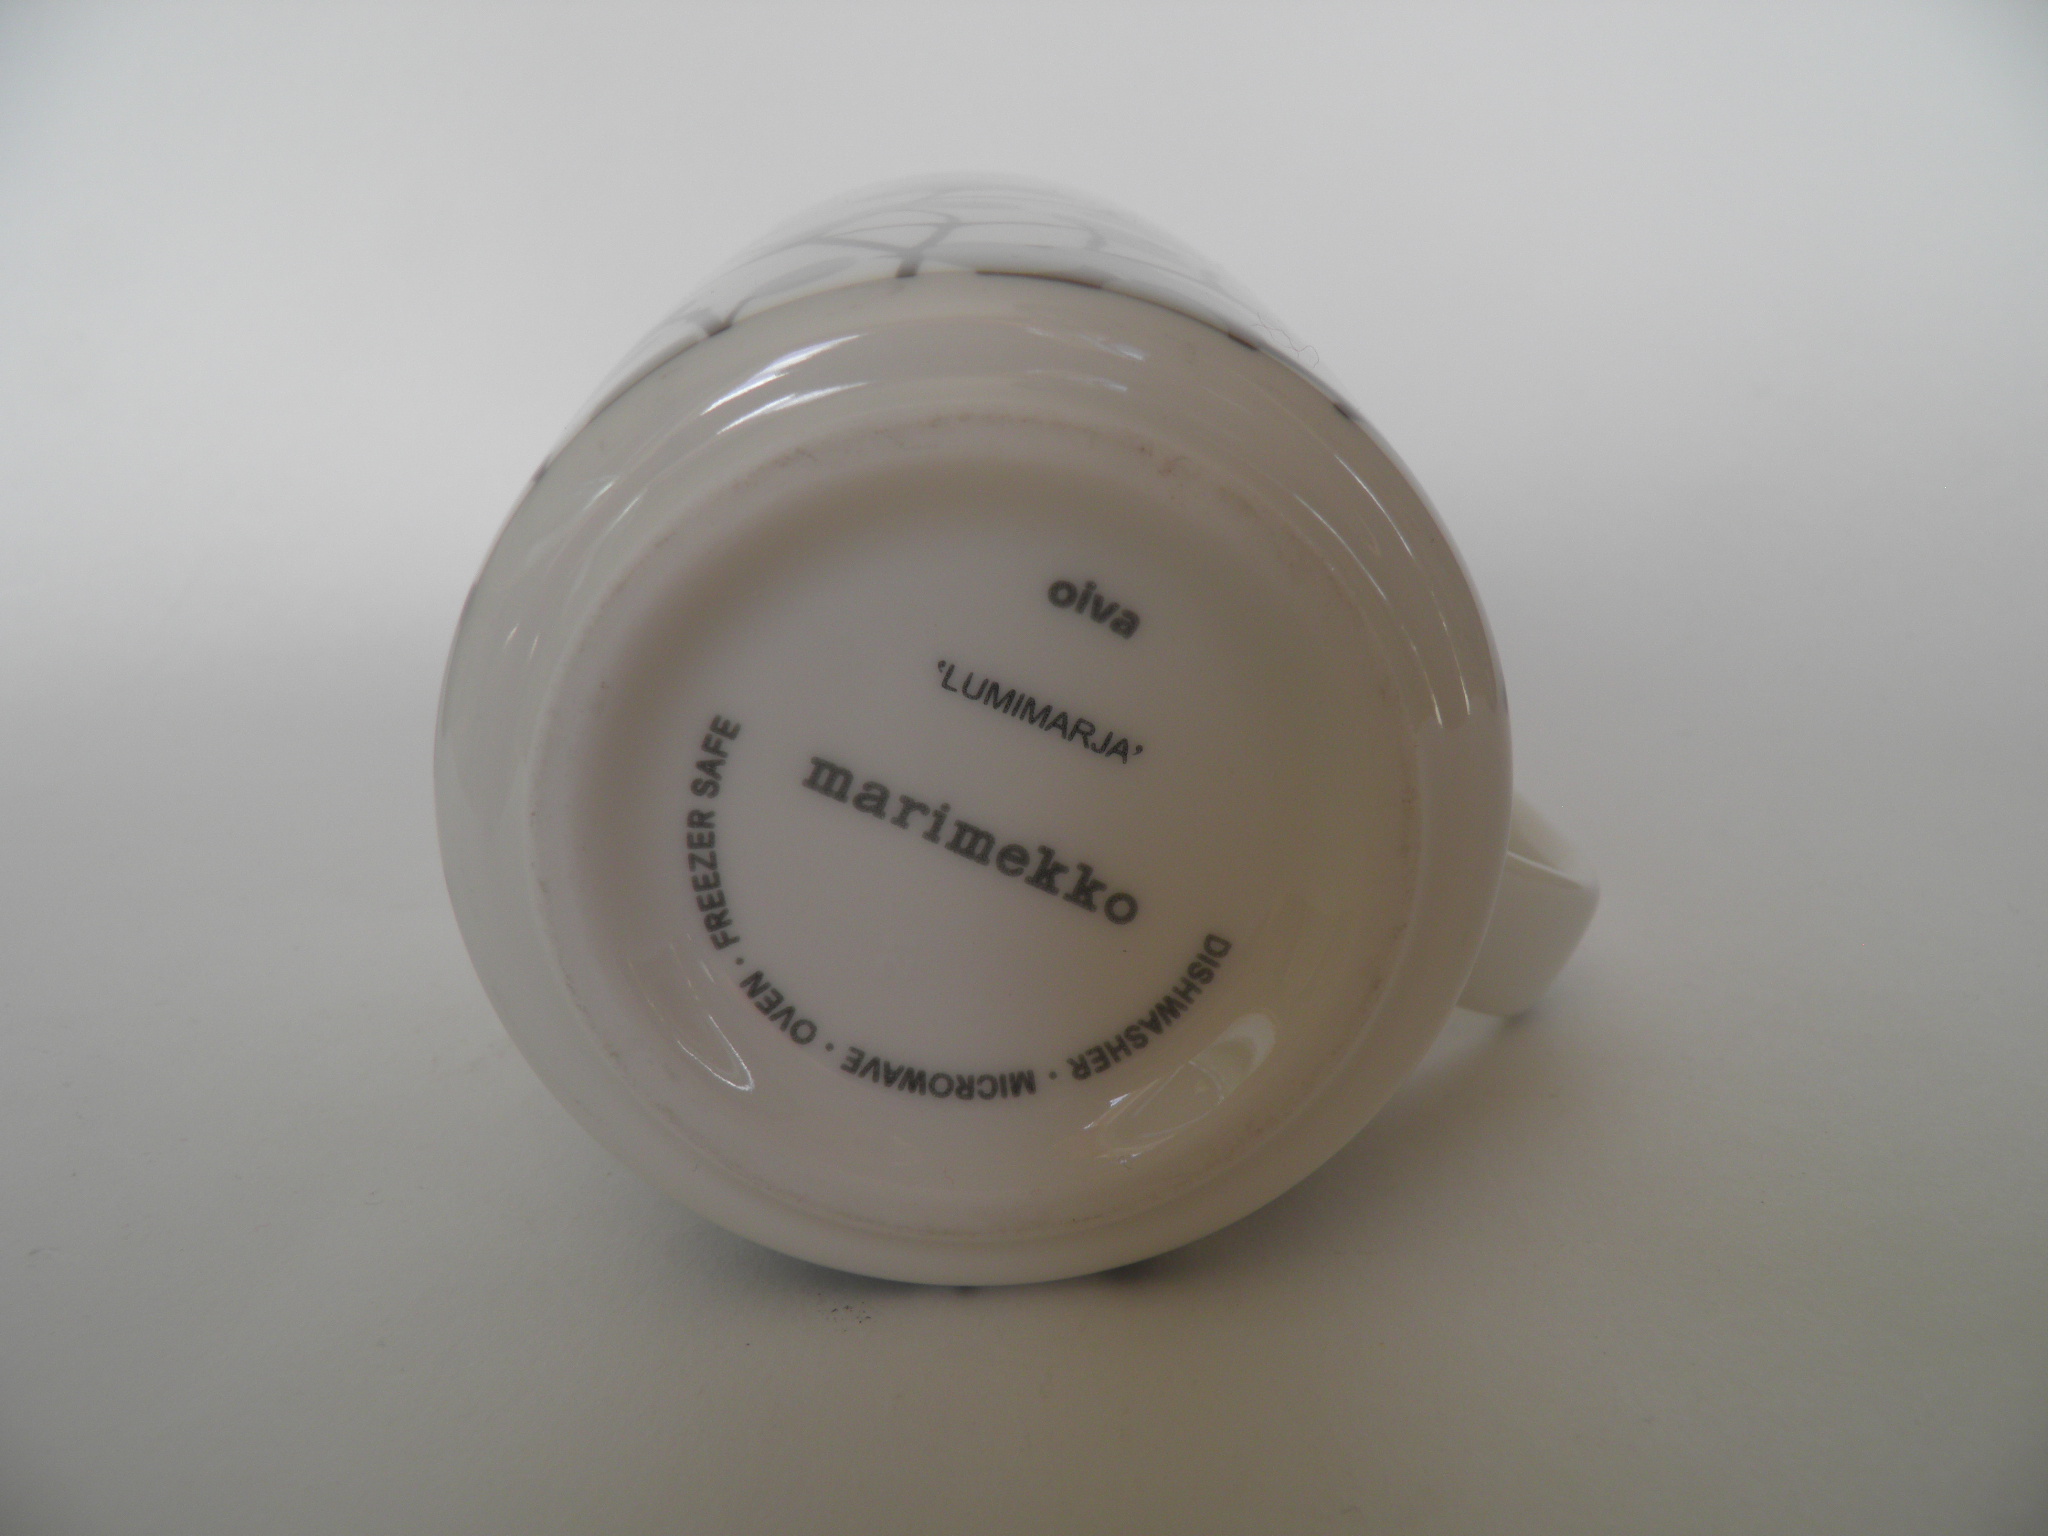 oiva
‘LUMIMARJA’
marimekko
DISHWASHER · MICROWAVE · OVEN · FREEZER SAFE